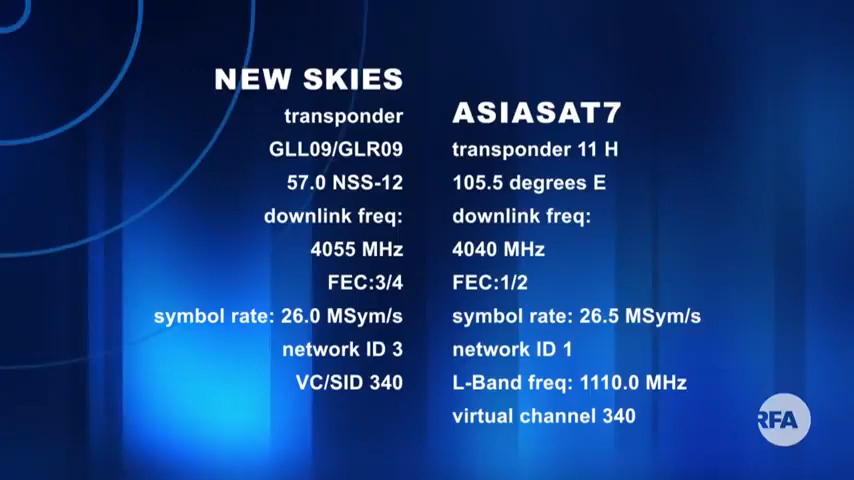 NEW SKIES
transponder
GLL09/GLR09
57.0 NSS-12
downlink freq:
4055 MHz
FEC:3/4
symbol rate: 26.0 MSym/s
network ID 3
VC/SID 340
ASIASAT7
transponder 11 H
105.5 degrees E
downlink freq:
4040 MHz
FEC:1/2
symbol rate: 26.5 MSym/s
network ID 1
L-Band freq: 1110.0 MHz
virtual channel 340
RFA